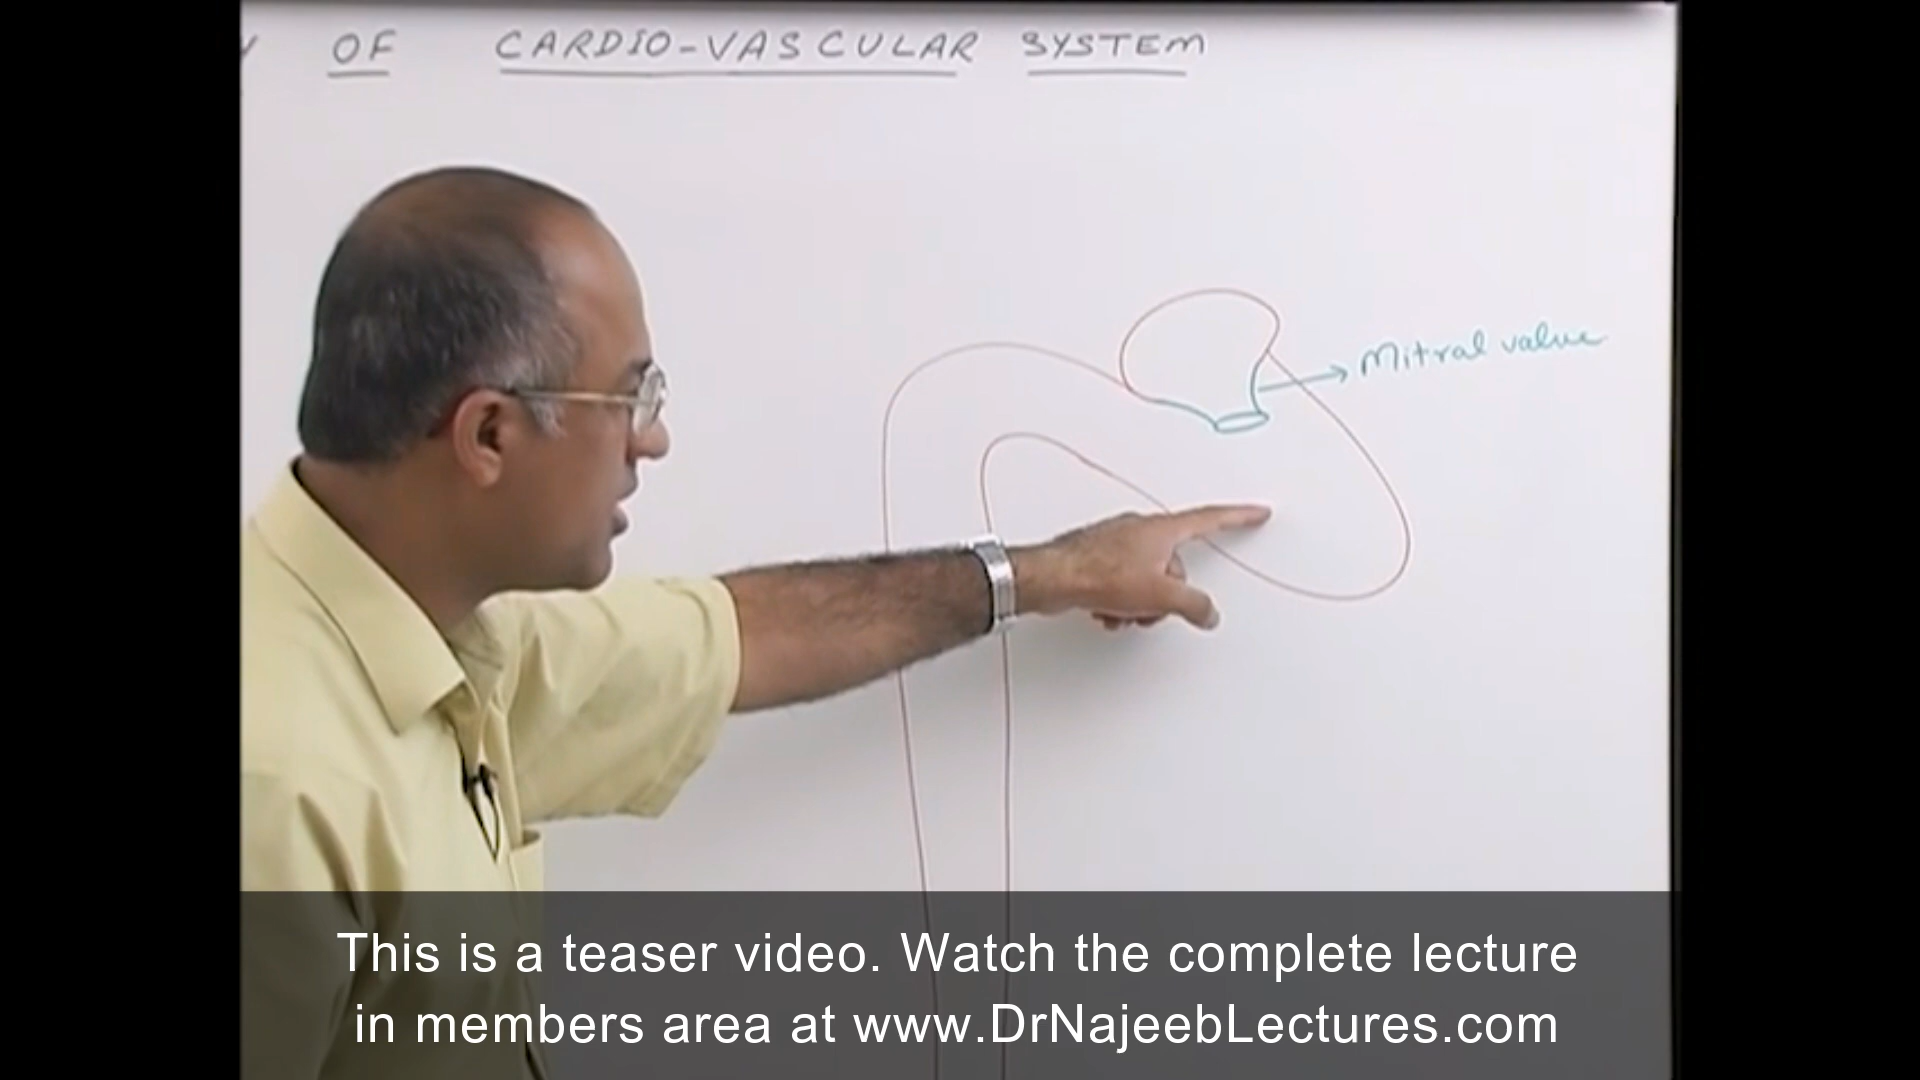 OF CARDIO-VASCULAR SYSTEM
Mitral valve
This is a teaser video. Watch the complete lecture
in members area at www.DrNajeebLectures.com